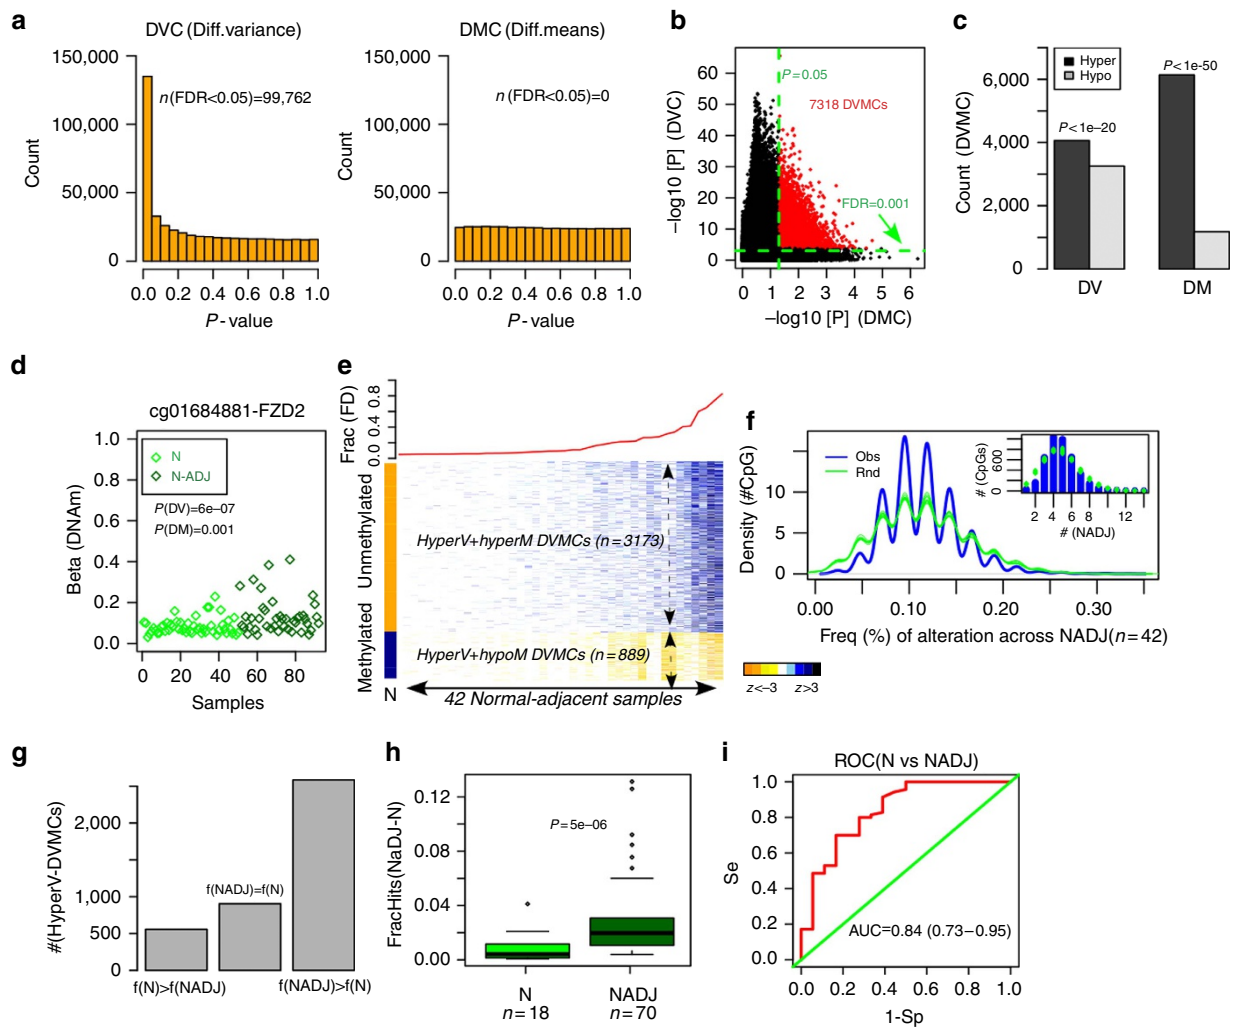 a
DVC (Diff.variance)
150,000
100,000
50,000
0
Count
n (FDR<0.05)=99,762
0.0 0.2 0.4 0.6 0.8 1.0
P-value
DMC (Diff.means)
150,000
100,000
50,000
0
Count
n (FDR<0.05)=0
0.0 0.2 0.4 0.6 0.8 1.0
P-value
b
60
50
40
30
20
10
0
–log10 [P] (DVC)
P=0.05
7318 DVMCs
FDR=0.001
0 1 2 3 4 5 6
–log10 [P] (DMC)
c
6,000
4,000
2,000
0
Count (DVMC)
Hyper
Hypo
P<1e–20
P<1e-50
DV DM
d
cg01684881-FZD2
1.0
0.8
0.6
0.4
0.2
0.0
Beta (DNAm)
N
N-ADJ
P(DV)=6e–07
P(DM)=0.001
0 20 40 60 80
Samples
e
Frac (FD)
0.0 0.4 0.8
Unmethylated
Methylated
HyperV+hyperM DVMCs (n=3173)
HyperV+hypoM DVMCs (n=889)
N
42 Normal-adjacent samples
z<–3 z>3
f
Density (#CpG)
10
5
0
Obs
Rnd
# (CpGs)
600
0
2 4 6 8 12
# (NADJ)
0.00 0.10 0.20 0.30
Freq (%) of alteration across NADJ(n=42)
g
#(HyperV-DVMCs)
2,000
1,000
500
0
f(NADJ)=f(N)
f(N)>f(NADJ)
f(NADJ)>f(N)
h
FracHits(NaDJ-N)
0.12
0.08
0.04
0.00
P=5e–06
N NADJ
n=18 n=70
i
ROC(N vs NADJ)
1.0
0.8
0.6
0.4
0.2
0.0
Se
AUC=0.84 (0.73–0.95)
0.0 0.2 0.4 0.6 0.8 1.0
1-Sp